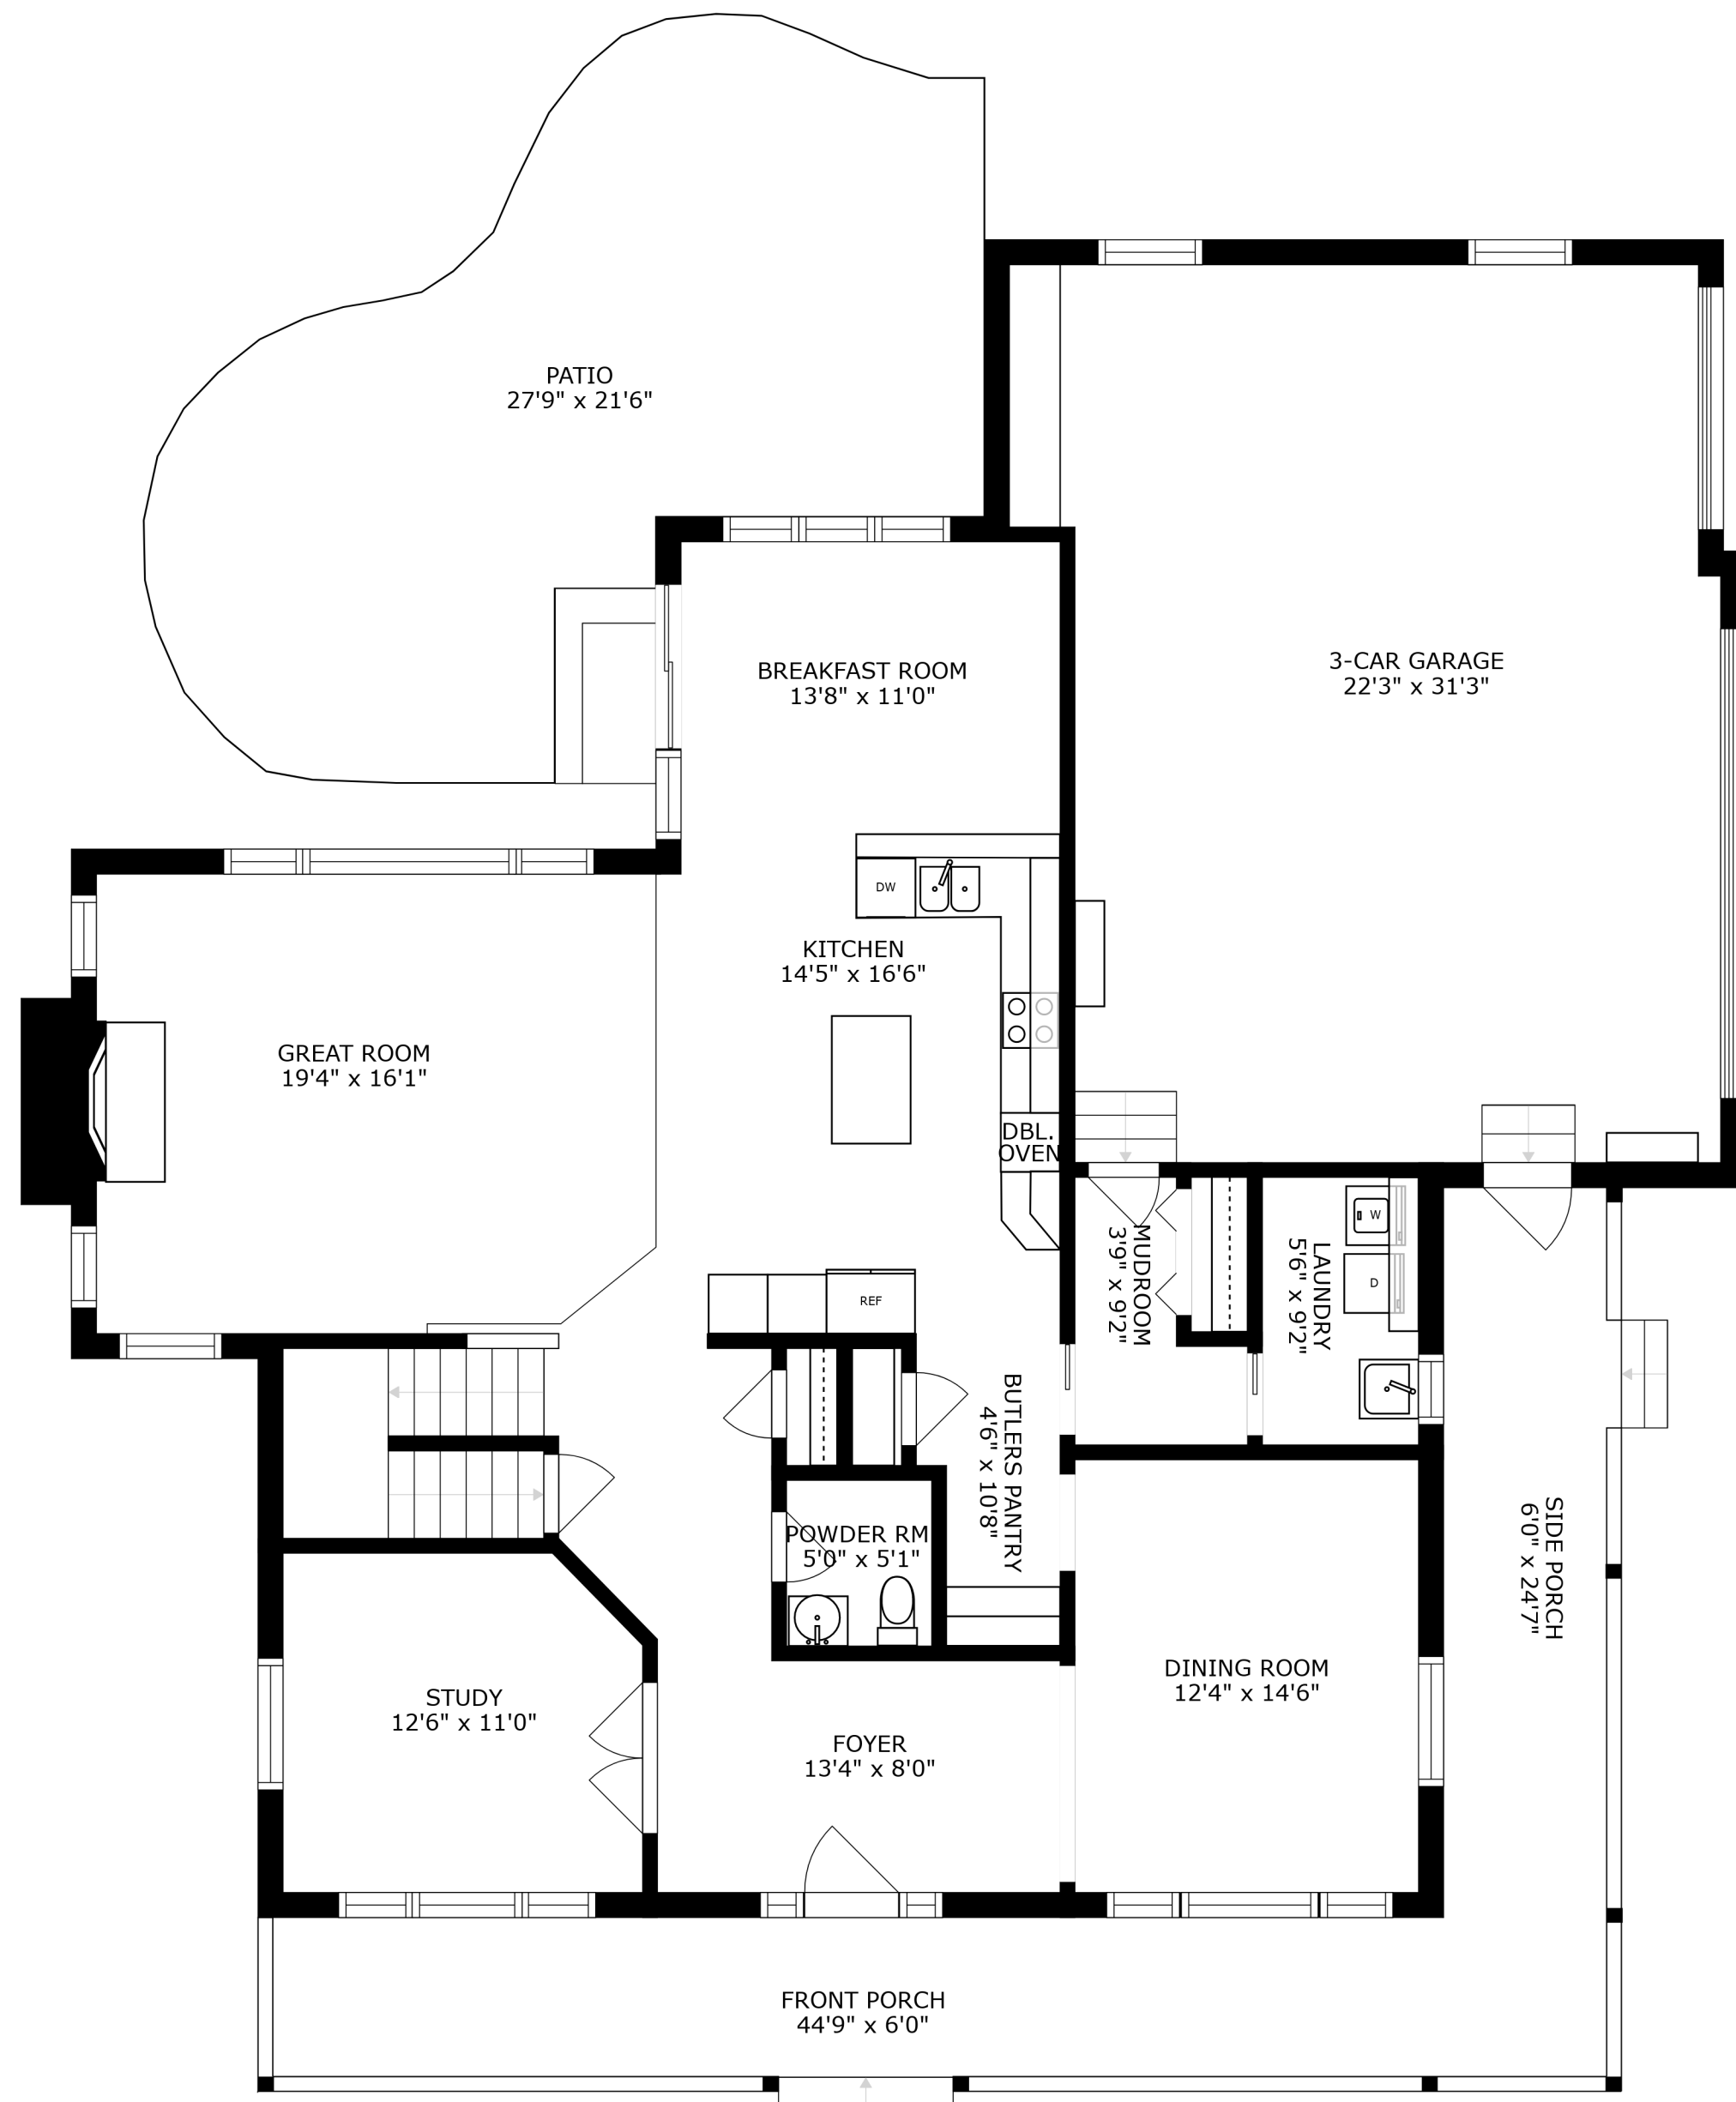 PATIO
27'9" x 21'6"
3-CAR GARAGE
22'3" x 31'3"
BREAKFAST ROOM
13'8" x 11'0"
DW
KITCHEN
14'5" x 16'6"
GREAT ROOM
19'4" x 16'1"
DBL.
OVEN
MUDROOM
3'9" x 9'2"
LAUNDRY
5'6" x 9'2"
W
D
REF
BUTLERS PANTRY
4'6" x 10'8"
POWDER RM
5'0" x 5'1"
SIDE PORCH
6'0" x 24'7"
DINING ROOM
12'4" x 14'6"
STUDY
12'6" x 11'0"
FOYER
13'4" x 8'0"
FRONT PORCH
44'9" x 6'0"